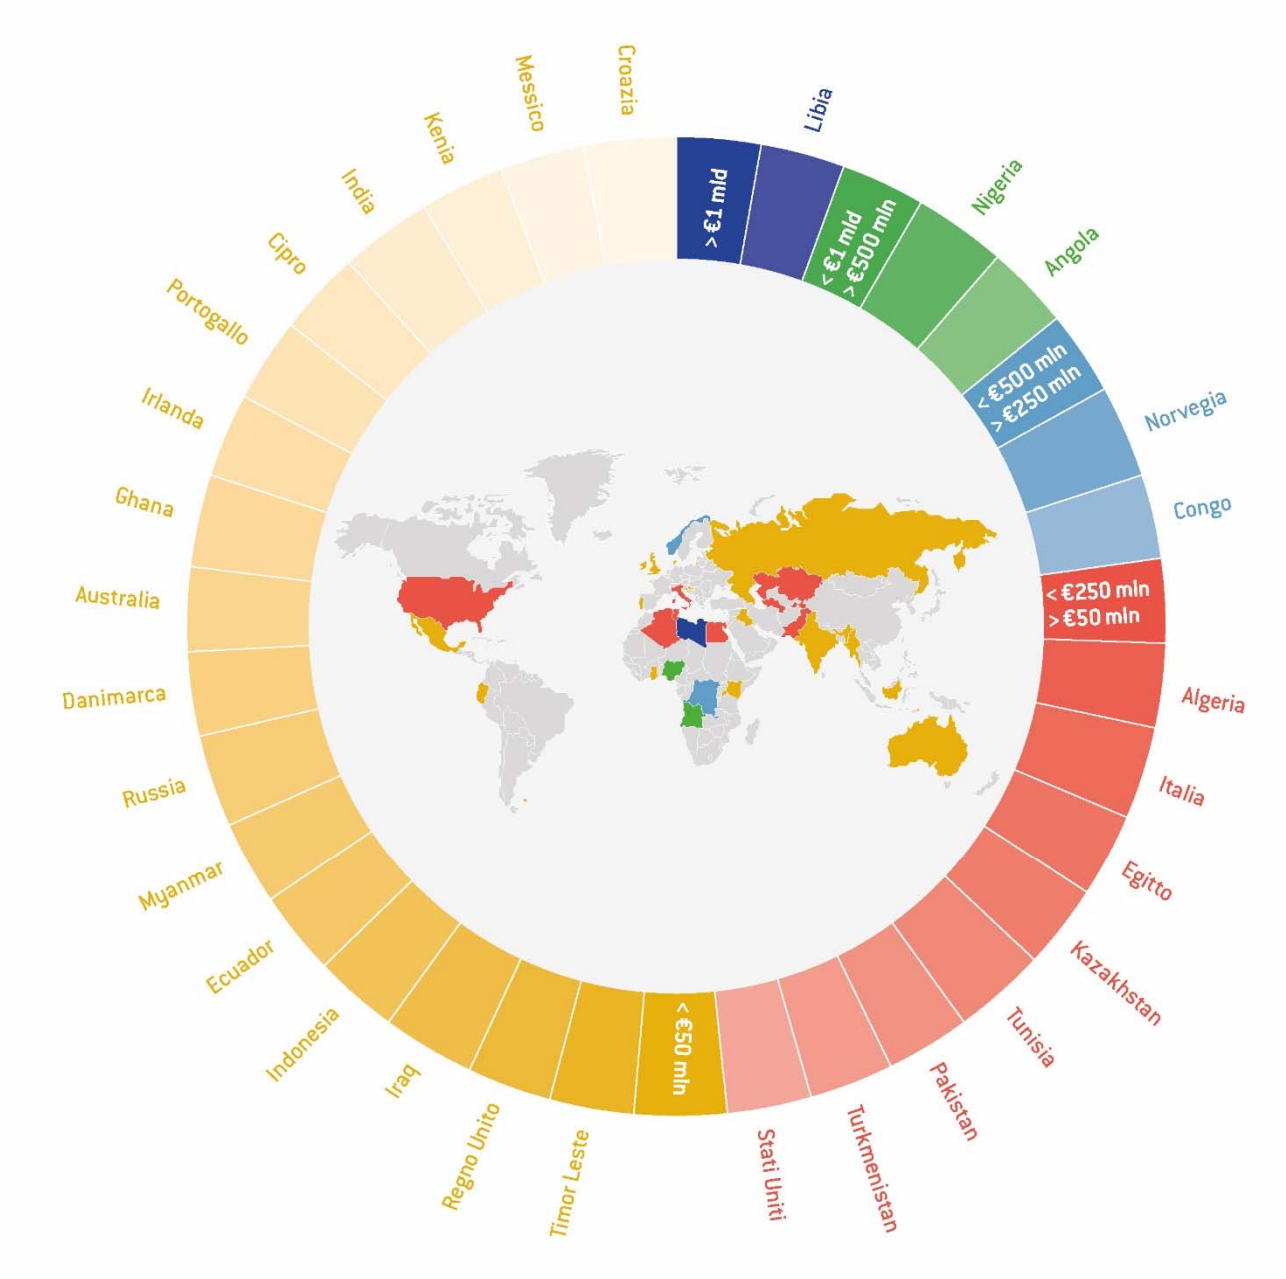 > €1 mld
Libia
< €1 mld
> €500 mln
Nigeria
Angola
< €500 mln
> €250 mln
Norvegia
Congo
< €250 mln
> €50 mln
Algeria
Italia
Egitto
Kazakhstan
Tunisia
Pakistan
Turkmenistan
Stati Uniti
< €50 mln
Timor Leste
Regno Unito
Iraq
Indonesia
Ecuador
Myanmar
Russia
Danimarca
Australia
Ghana
Irlanda
Portogallo
Cipro
India
Kenia
Messico
Croazia